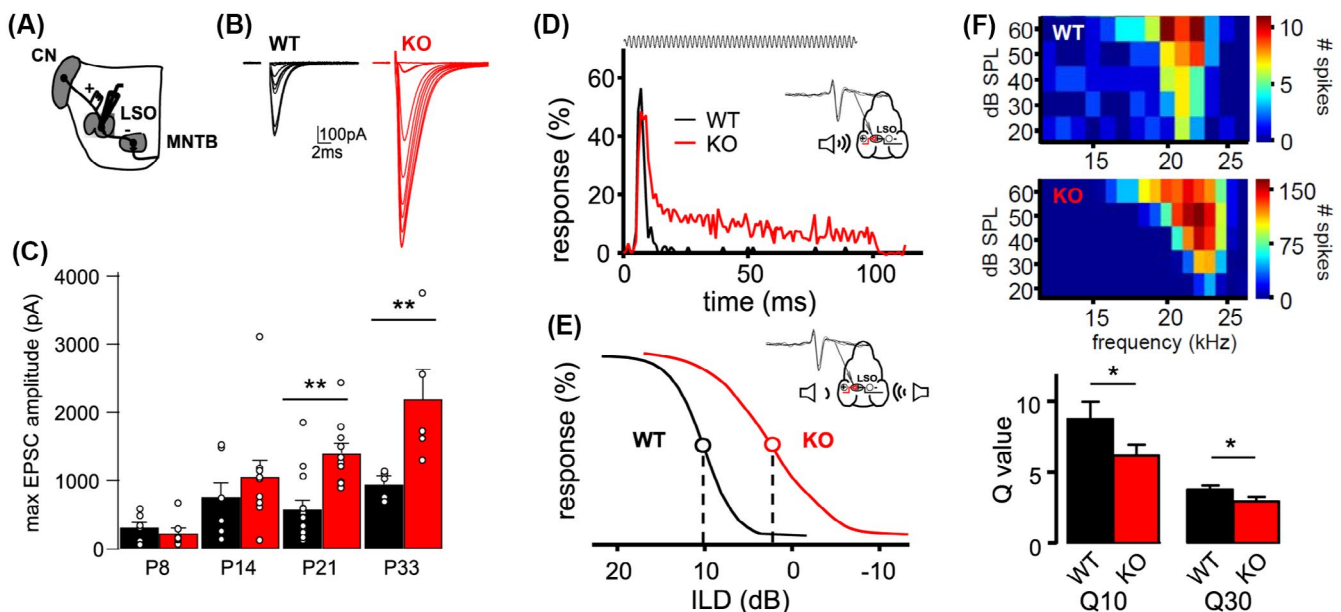 (A)
CN
+
LSO
-
MNTB
(B)
WT
KO
100pA
2ms
(C)
max EPSC amplitude (pA)
4000
3000
2000
1000
0
**
**
P8
P14
P21
P33
(D)
response (%)
60
40
20
0
WT
KO
LSO
+
-
0
50
100
time (ms)
(E)
response (%)
WT
KO
LSO
+
-
20
10
0
-10
ILD (dB)
(F)
dB SPL
60
50
40
30
20
WT
15
20
25
10
5
0
# spikes
dB SPL
60
50
40
30
20
KO
15
20
25
frequency (kHz)
150
75
0
# spikes
Q value
10
5
0
*
*
WT
KO
WT
KO
Q10
Q30